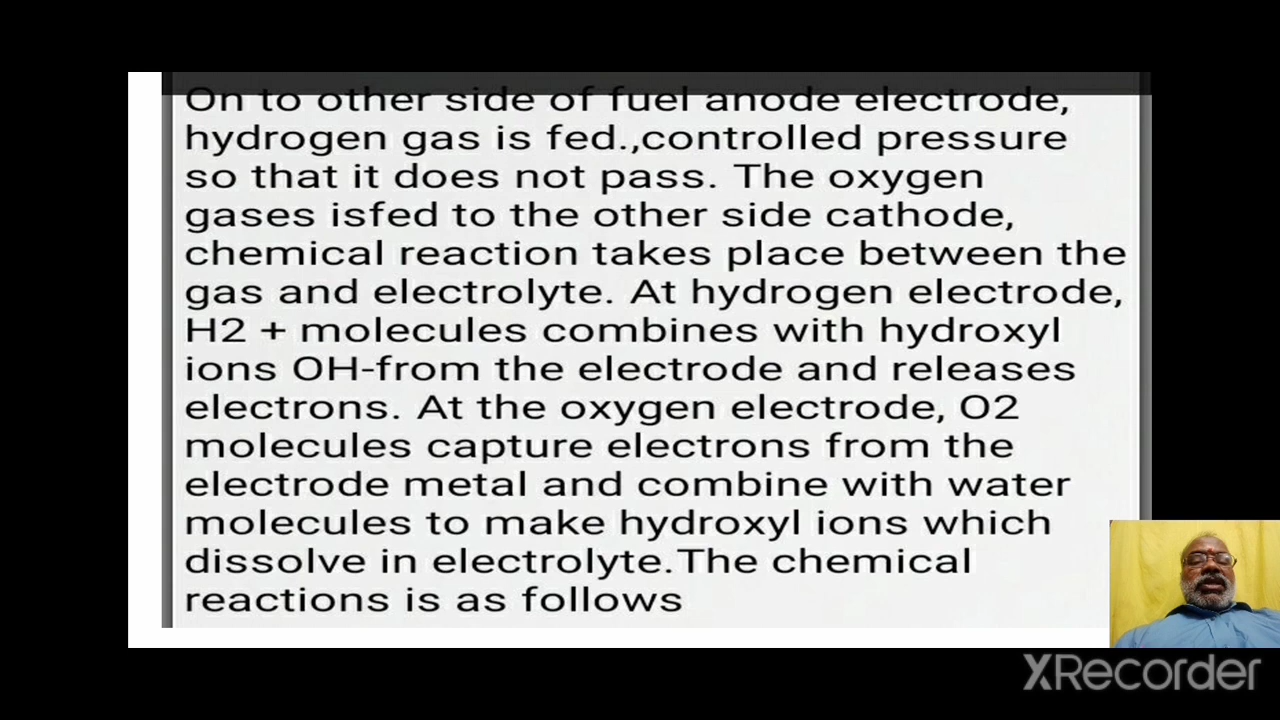 On to other side of fuel anode electrode,
hydrogen gas is fed.,controlled pressure
so that it does not pass. The oxygen
gases isfed to the other side cathode,
chemical reaction takes place between the
gas and electrolyte. At hydrogen electrode,
H2 + molecules combines with hydroxyl
ions OH-from the electrode and releases
electrons. At the oxygen electrode, O2
molecules capture electrons from the
electrode metal and combine with water
molecules to make hydroxyl ions which
dissolve in electrolyte.The chemical
reactions is as follows
XRecorder